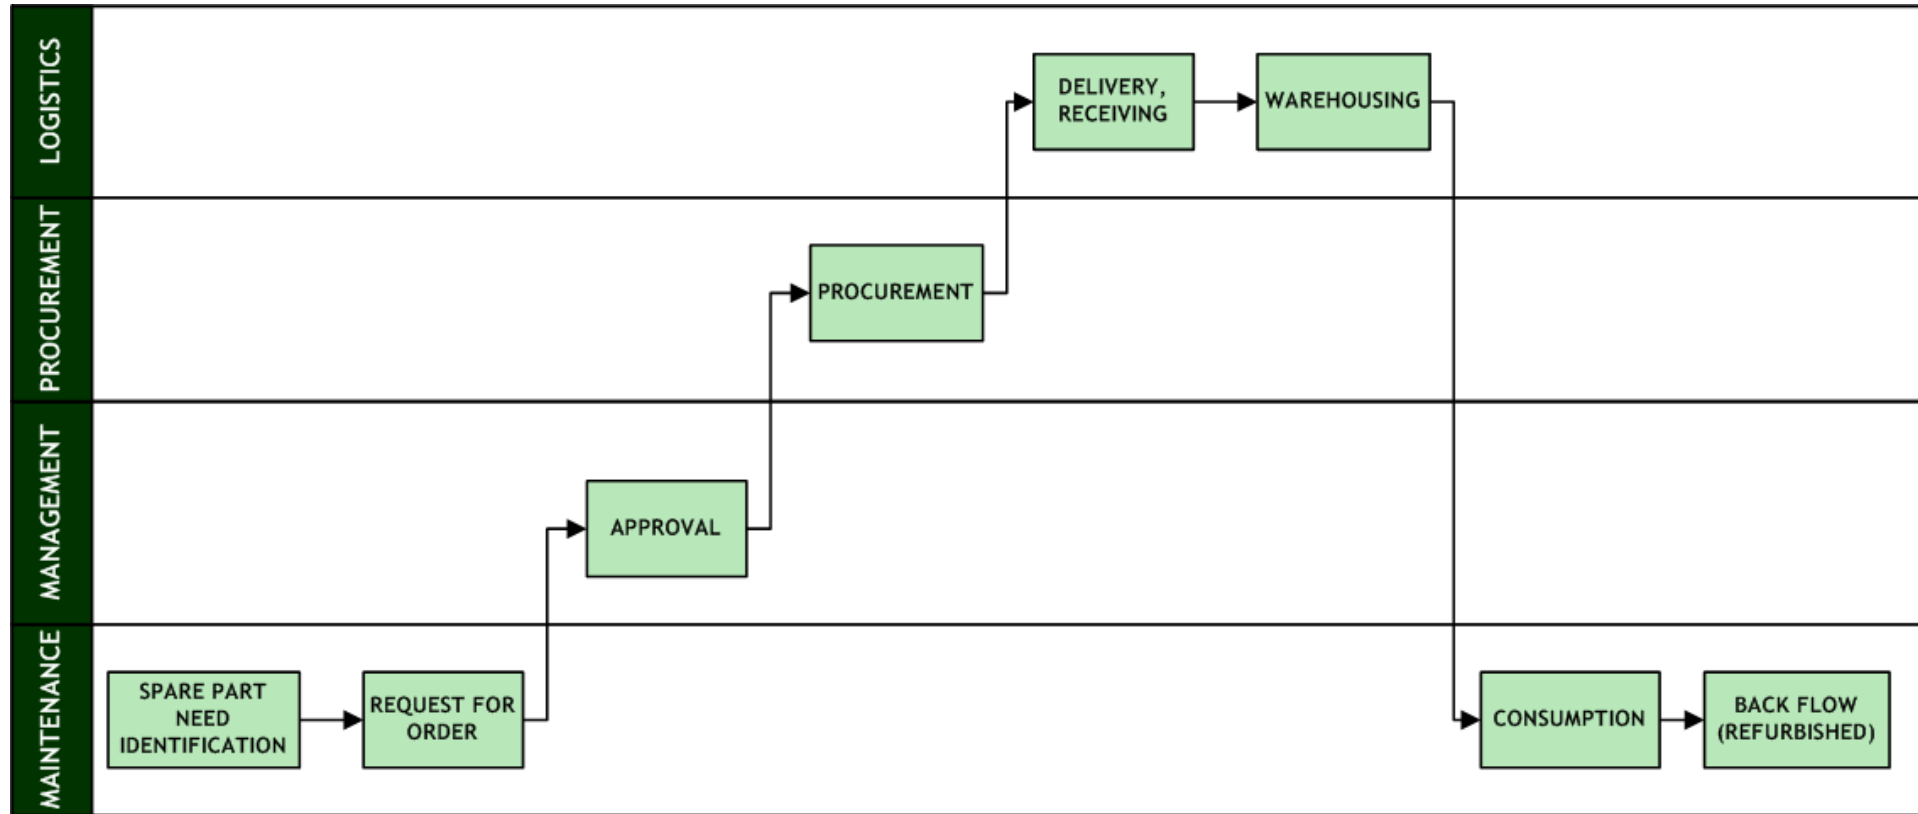 LOGISTICS
DELIVERY,
RECEIVING
WAREHOUSING
PROCUREMENT
PROCUREMENT
MANAGEMENT
APPROVAL
MAINTENANCE
SPARE PART
NEED
IDENTIFICATION
REQUEST FOR
ORDER
CONSUMPTION
BACK FLOW
(REFURBISHED)